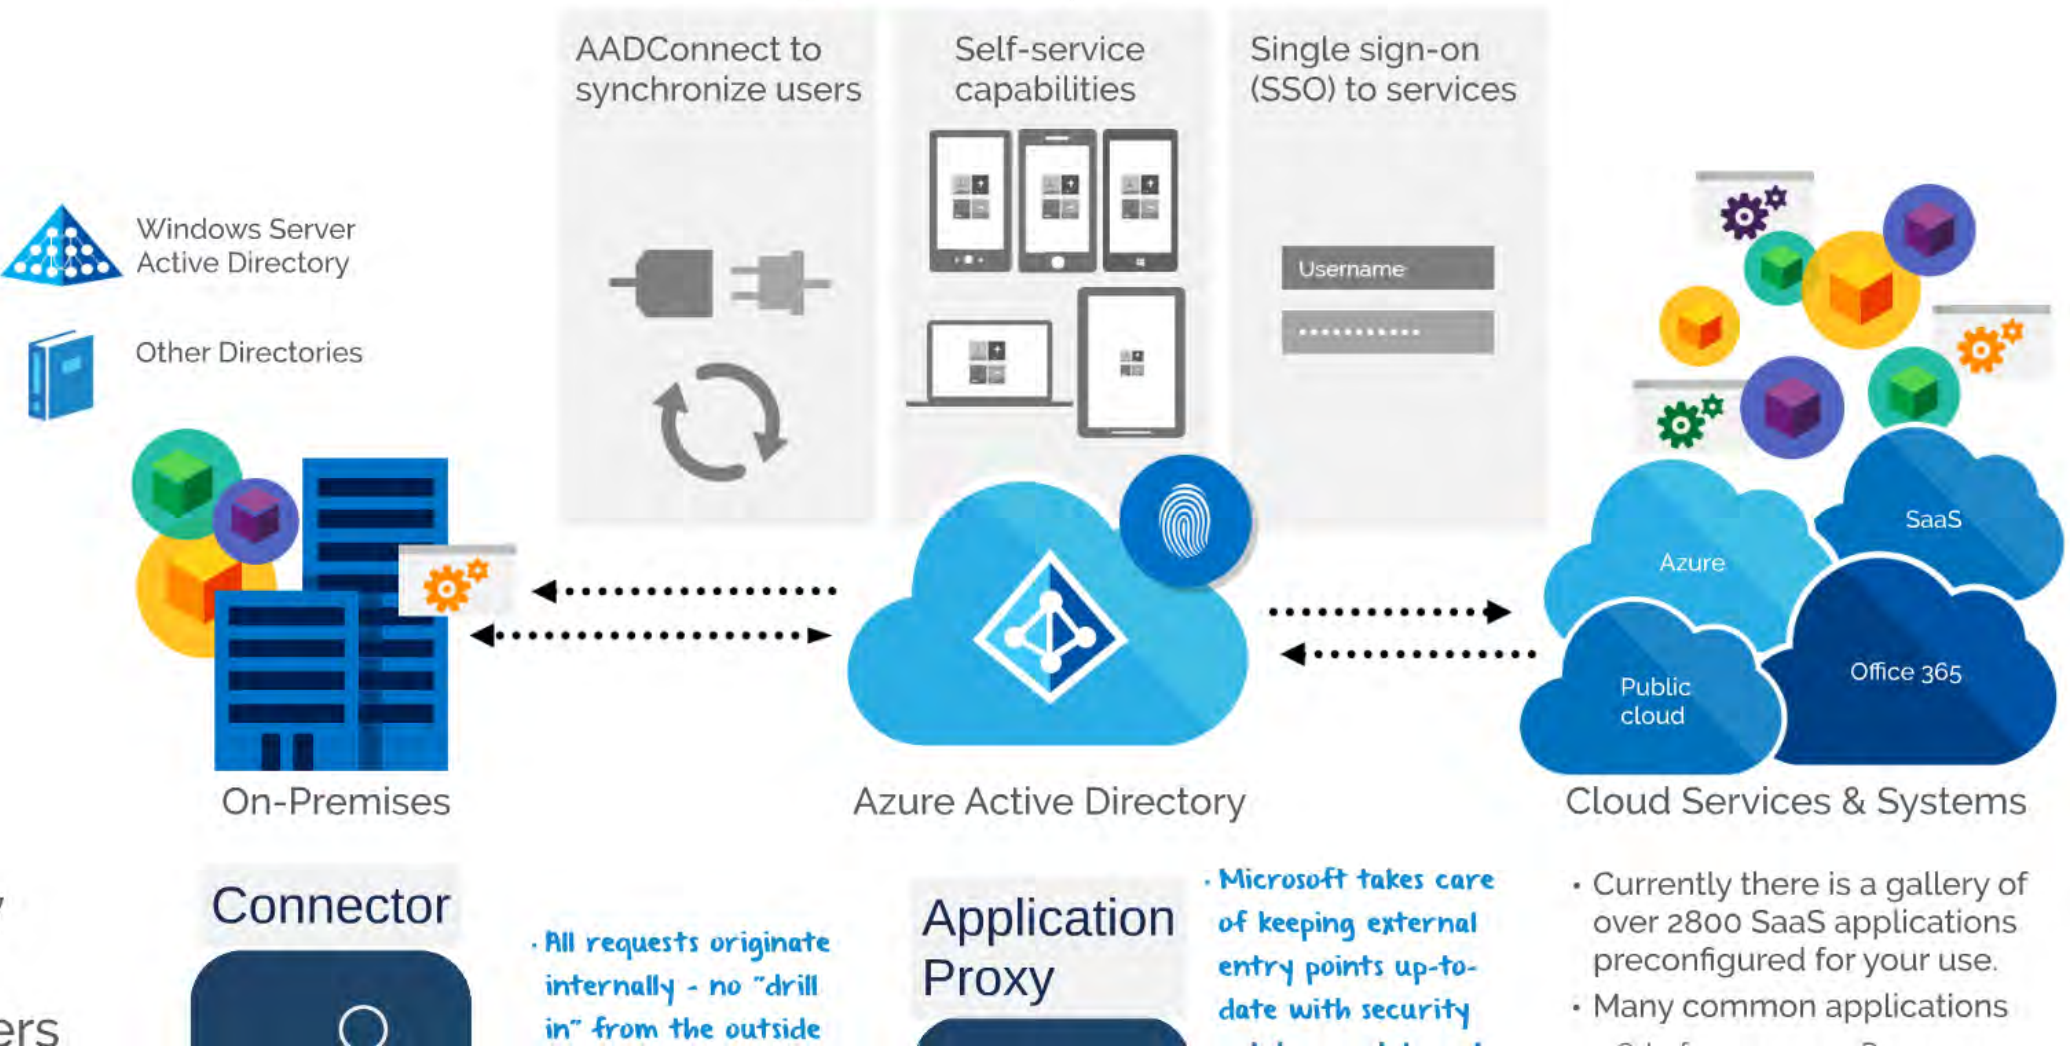 AADConnect to
synchronize users
Self-service
capabilities
Single sign-on
(SSO) to services
Windows Server
Active Directory
Other Directories
Username
SaaS
Azure
Office 365
Public
cloud
On-Premises
Azure Active Directory
Cloud Services & Systems
Connector
· All requests originate
internally - no "drill
in" from the outside
Application
Proxy
· Microsoft takes care
of keeping external
entry points up-to-
date with security
• Currently there is a gallery of
over 2800 SaaS applications
preconfigured for your use.
• Many common applications